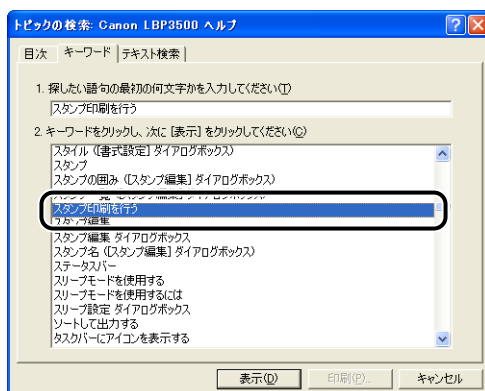 トピックの検索: Canon LBP3500 ヘルプ
目次 キーワード テキスト検索
1. 探したい語句の最初の何文字かを入力してください(T)
スタンプ印刷を行う
2. キーワードをクリックし、次に [表示] をクリックしてください(C)
スタイル ([書式設定] ダイアログボックス)
スタンプ
スタンプの囲み ([スタンプ編集] ダイアログボックス)
スタンプ印刷を行う
スタンプ編集
スタンプ編集 ダイアログボックス
スタンプ名 ([スタンプ編集] ダイアログボックス)
ステータスバー
スリープモードを使用する
スリープモードを使用するには
スリープ設定 ダイアログボックス
ソートして出力する
タスクバーにアイコンを表示する
表示(D) 印刷(P)... キャンセル